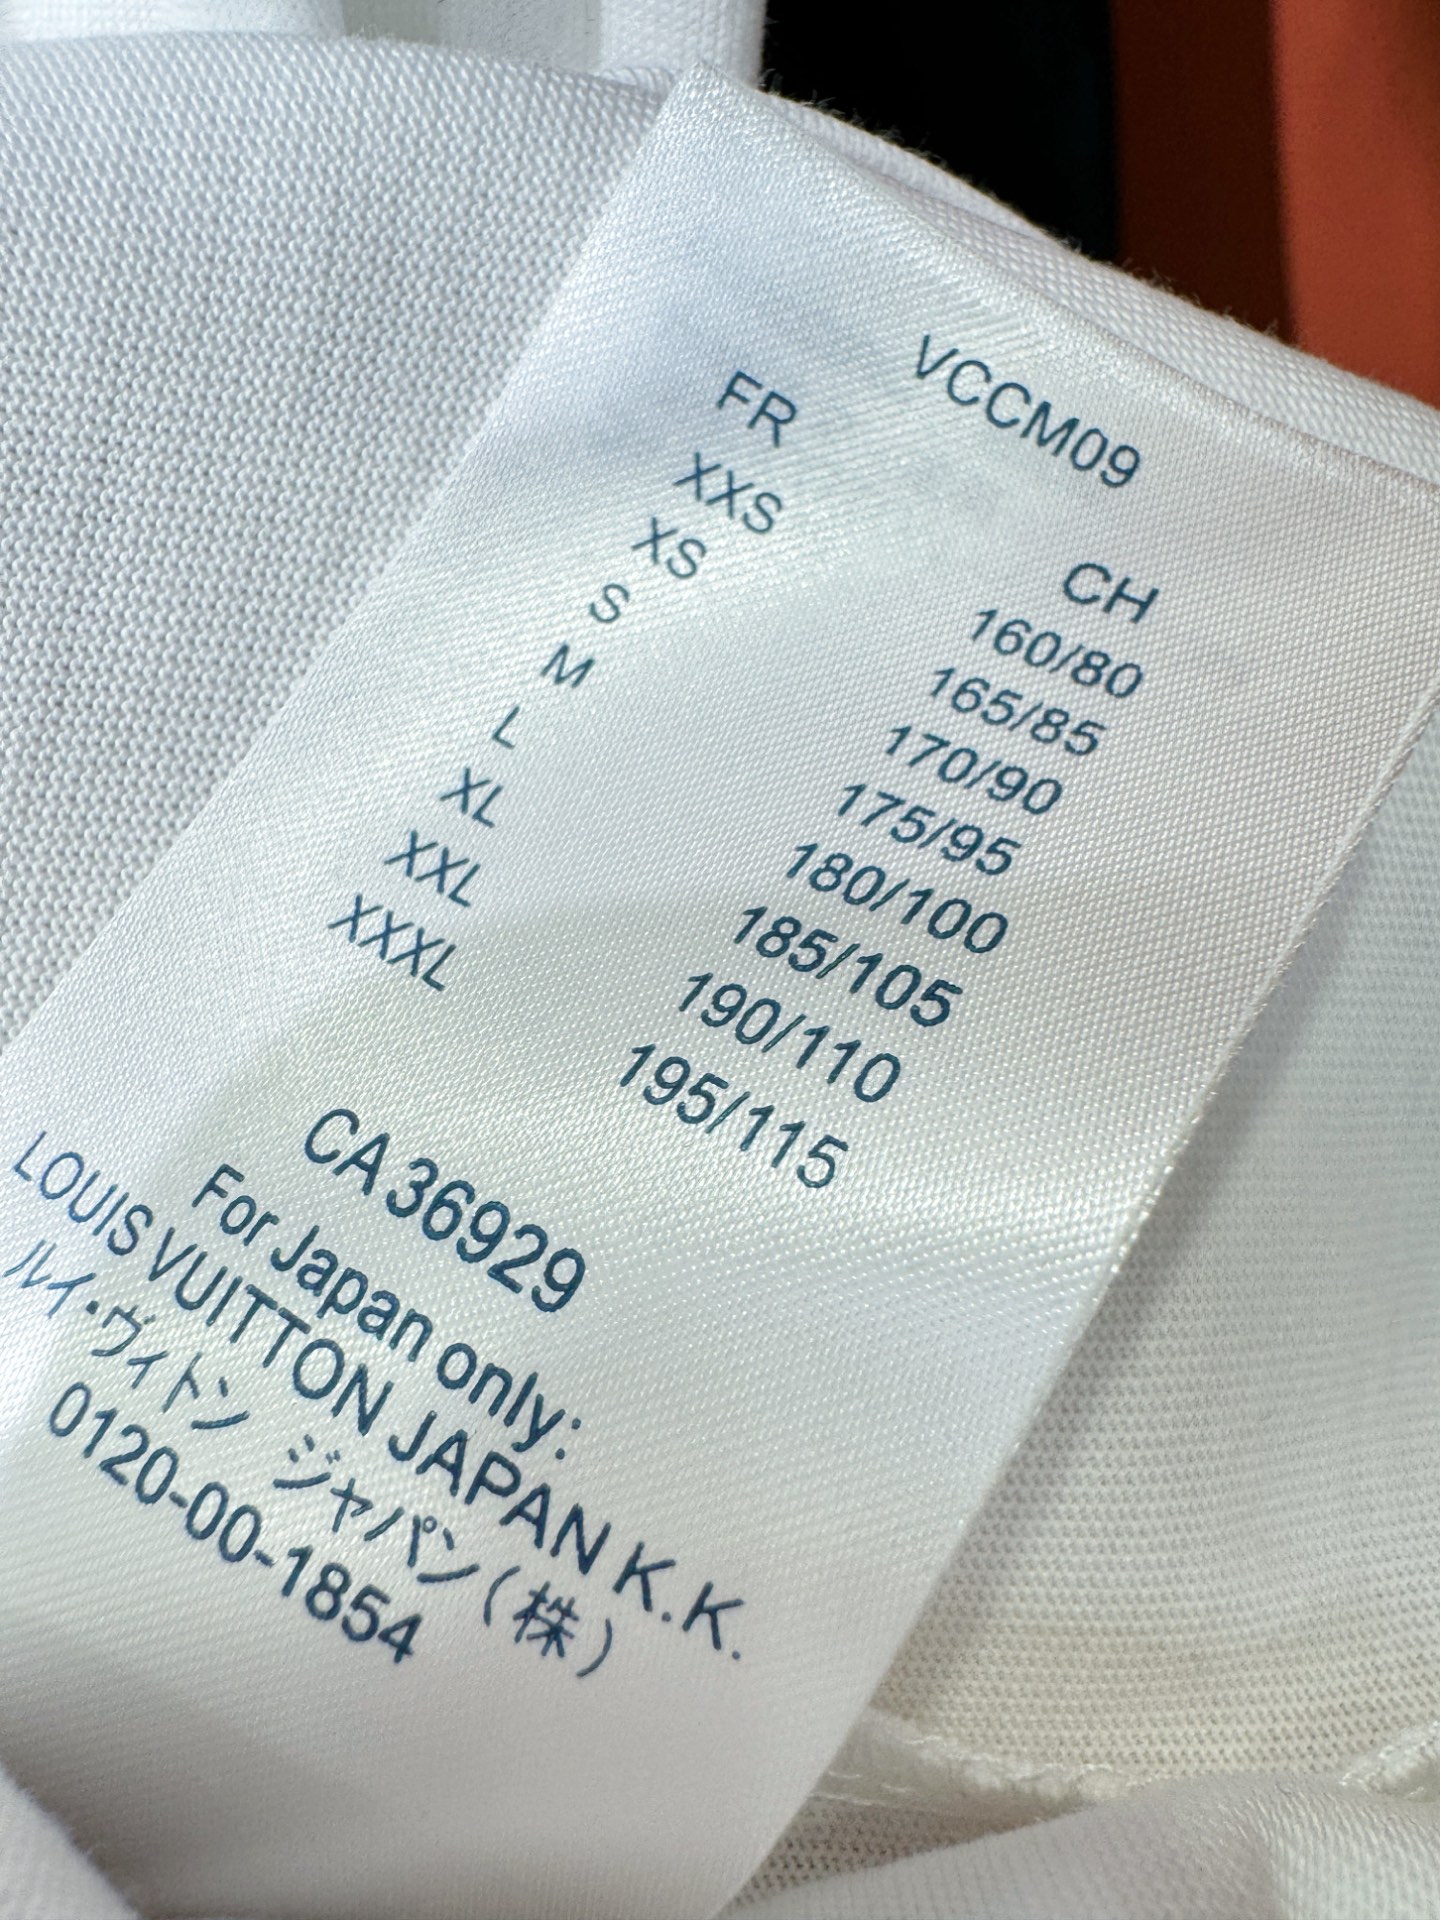 VCCM09
FR CH
XXS 160/80
XS 165/85
S 170/90
M 175/95
L 180/100
XL 185/105
XXL 190/110
XXXL 195/115
CA36929
For Japan only:
LOUIS VUITTON JAPAN K.K.
ルイ・ヴィトン ジャパン(株)
0120-00-1854